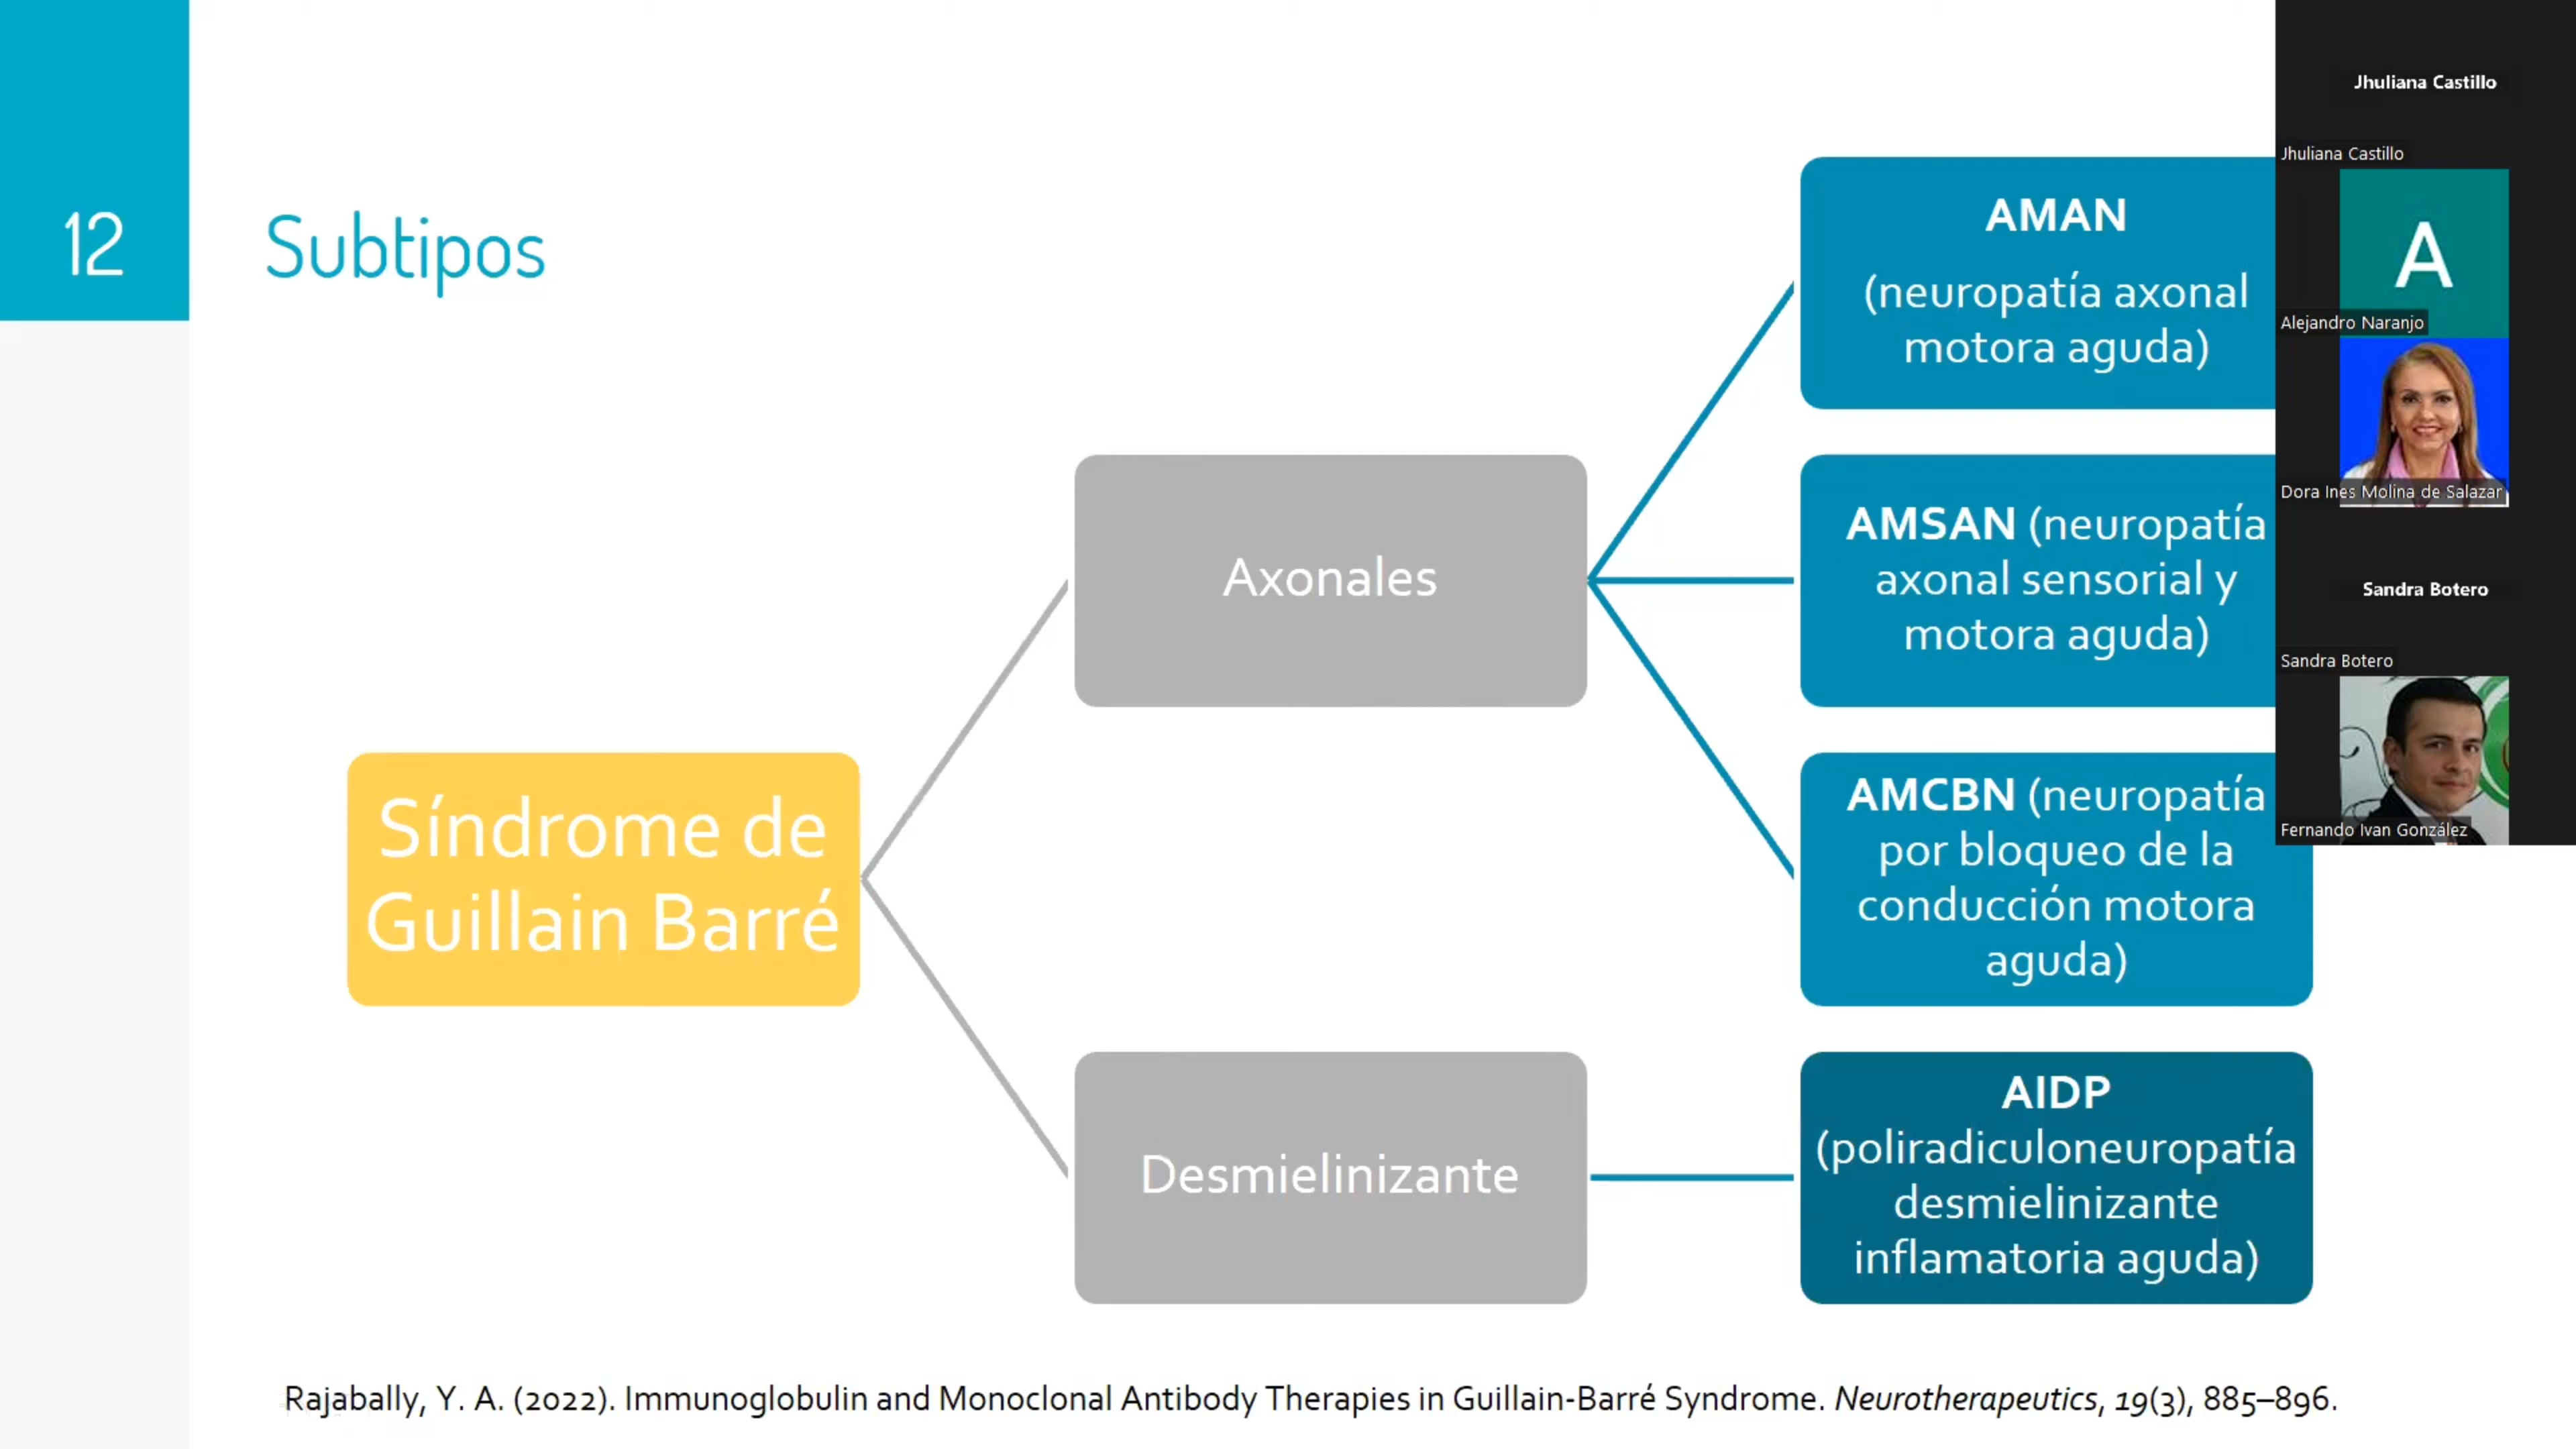 12
Subtipos
Síndrome de
Guillain Barré
Axonales
Desmielinizante
AMAN
(neuropatía axonal
motora aguda)
AMSAN (neuropatía
axonal sensorial y
motora aguda)
AMCBN (neuropatía
por bloqueo de la
conducción motora
aguda)
AIDP
(poliradiculoneuropatía
desmielinizante
inflamatoria aguda)
Rajabally, Y. A. (2022). Immunoglobulin and Monoclonal Antibody Therapies in Guillain-Barré Syndrome. Neurotherapeutics, 19(3), 885–896.
Jhuliana Castillo
Jhuliana Castillo
A
Alejandro Naranjo
Dora Ines Molina de Salazar
Sandra Botero
Sandra Botero
Fernando Ivan González